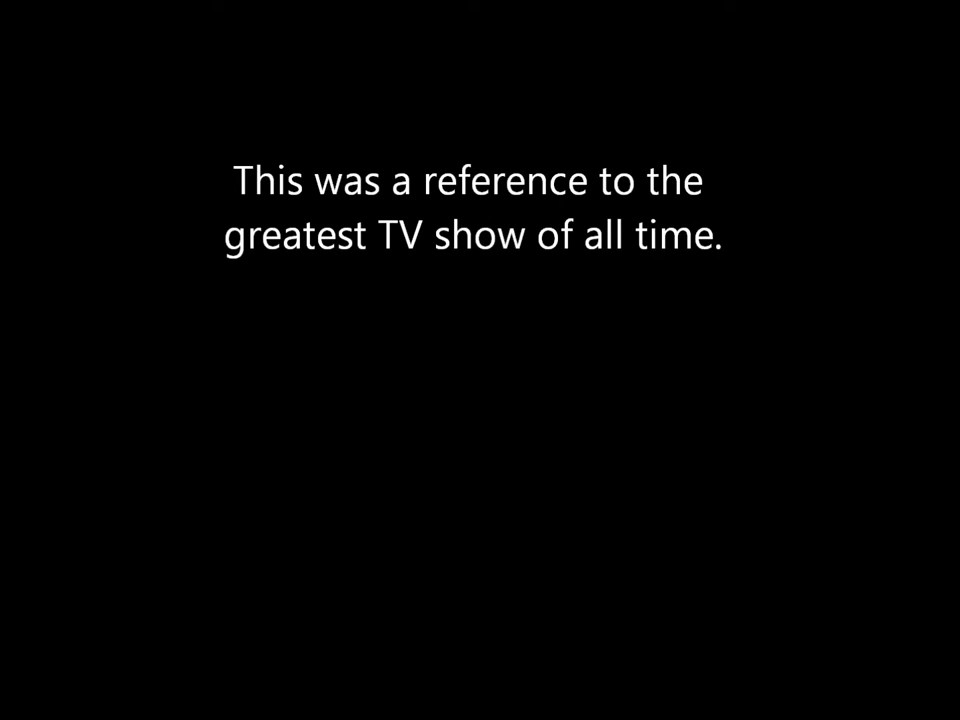 This was a reference to the
greatest TV show of all time.